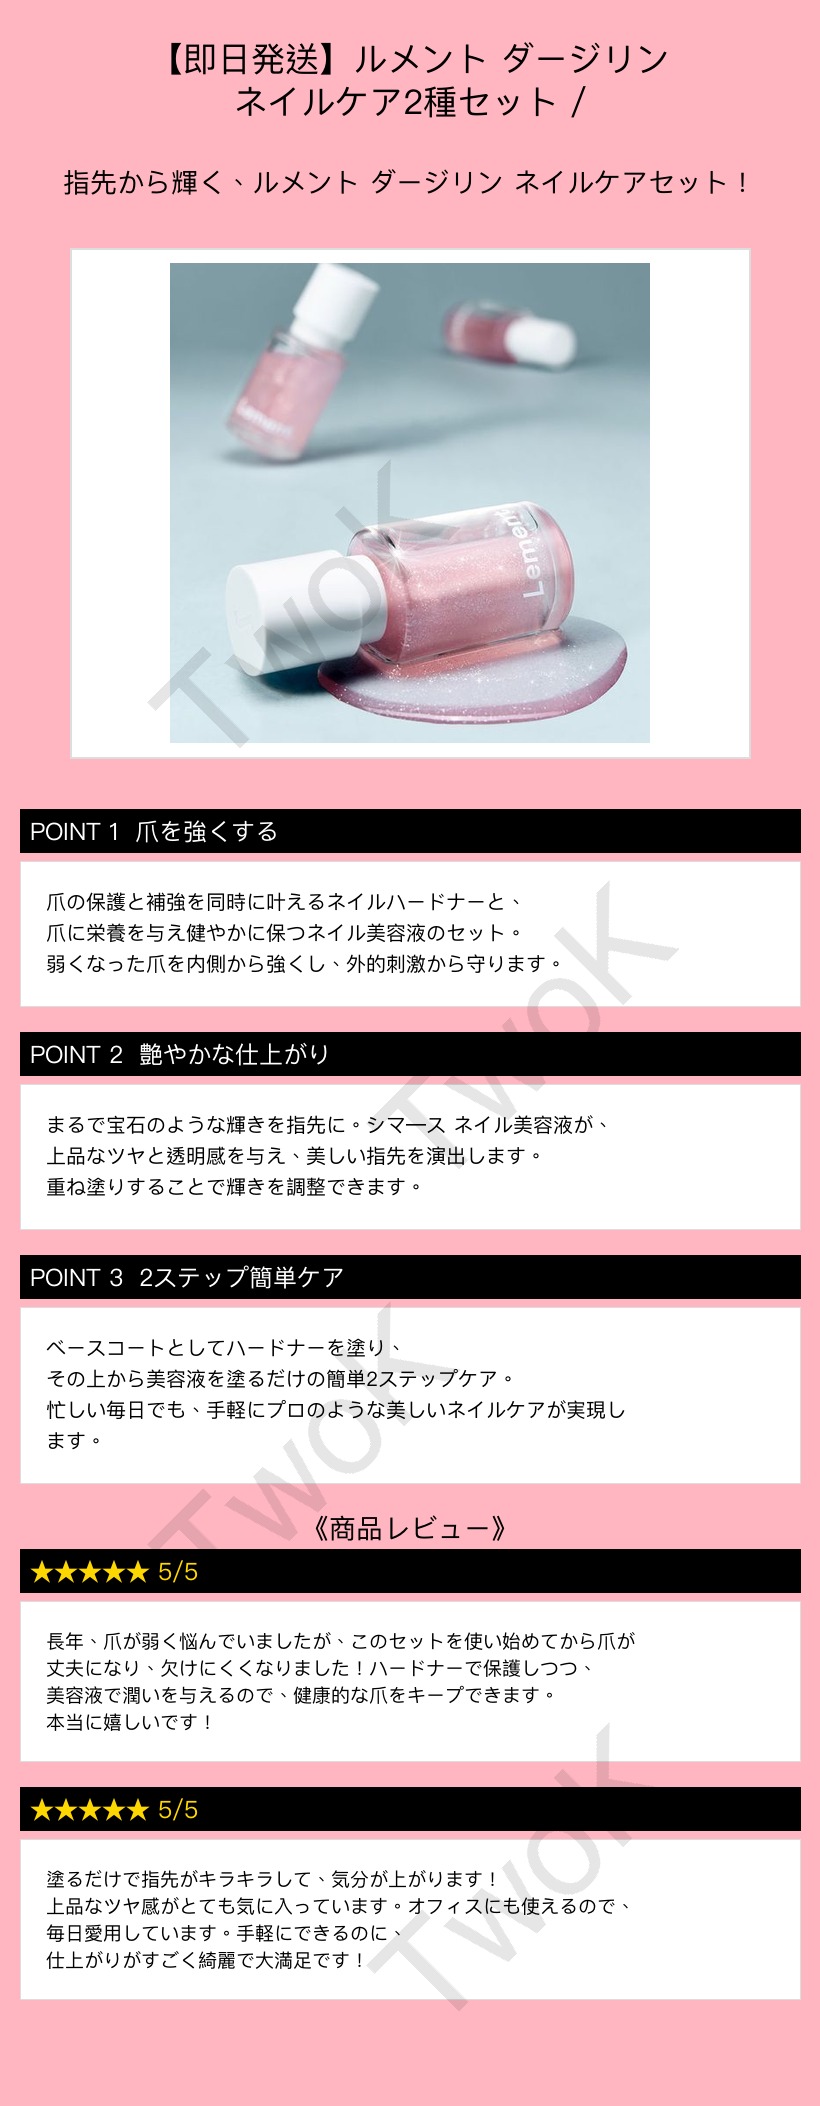 【即日発送】ルメント ダージリン
ネイルケア2種セット /
指先から輝く、ルメント ダージリン ネイルケアセット！
Lement
Lement
TwoK
POINT 1 爪を強くする
爪の保護と補強を同時に叶えるネイルハードナーと、
爪に栄養を与え健やかに保つネイル美容液のセット。
弱くなった爪を内側から強くし、外的刺激から守ります。
TwoK
POINT 2 艶やかな仕上がり
まるで宝石のような輝きを指先に。シマース ネイル美容液が、
上品なツヤと透明感を与え、美しい指先を演出します。
重ね塗りすることで輝きを調整できます。
POINT 3 2ステップ簡単ケア
ベースコートとしてハードナーを塗り、
その上から美容液を塗るだけの簡単2ステップケア。
忙しい毎日でも、手軽にプロのような美しいネイルケアが実現し
ます。
TwoK
《商品レビュー》
★★★★★ 5/5
長年、爪が弱く悩んでいましたが、このセットを使い始めてから爪が
丈夫になり、欠けにくくなりました！ハードナーで保護しつつ、
美容液で潤いを与えるので、健康的な爪をキープできます。
本当に嬉しいです！
★★★★★ 5/5
塗るだけで指先がキラキラして、気分が上がります！
上品なツヤ感がとても気に入っています。オフィスにも使えるので、
毎日愛用しています。手軽にできるのに、
仕上がりがすごく綺麗で大満足です！
TwoK